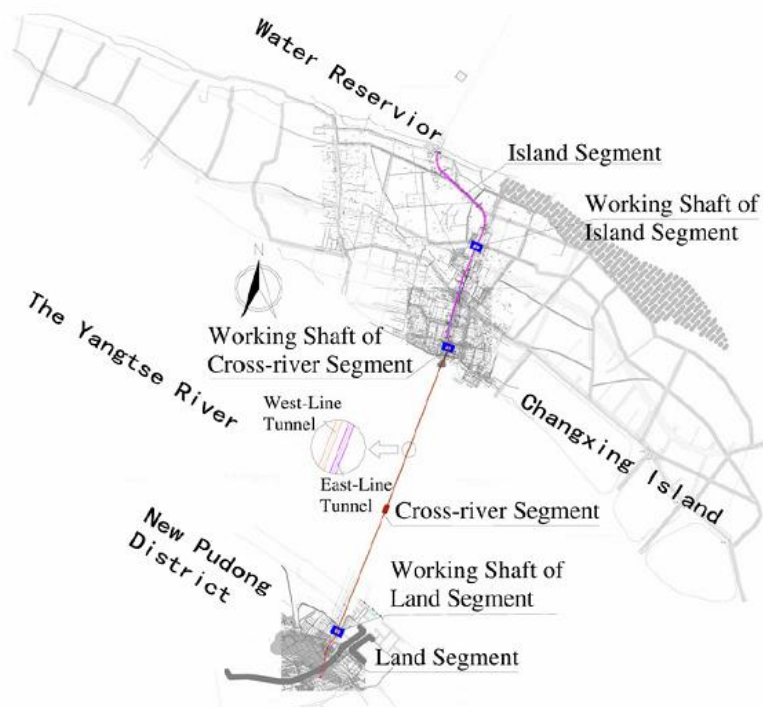 Water Reservior
Island Segment
Working Shaft of
Island Segment
N
The Yangtse River
Working Shaft of
Cross-river Segment
West-Line
Tunnel
East-Line
Tunnel
Changxing Island
Cross-river Segment
New Pudong
District
Working Shaft of
Land Segment
Land Segment